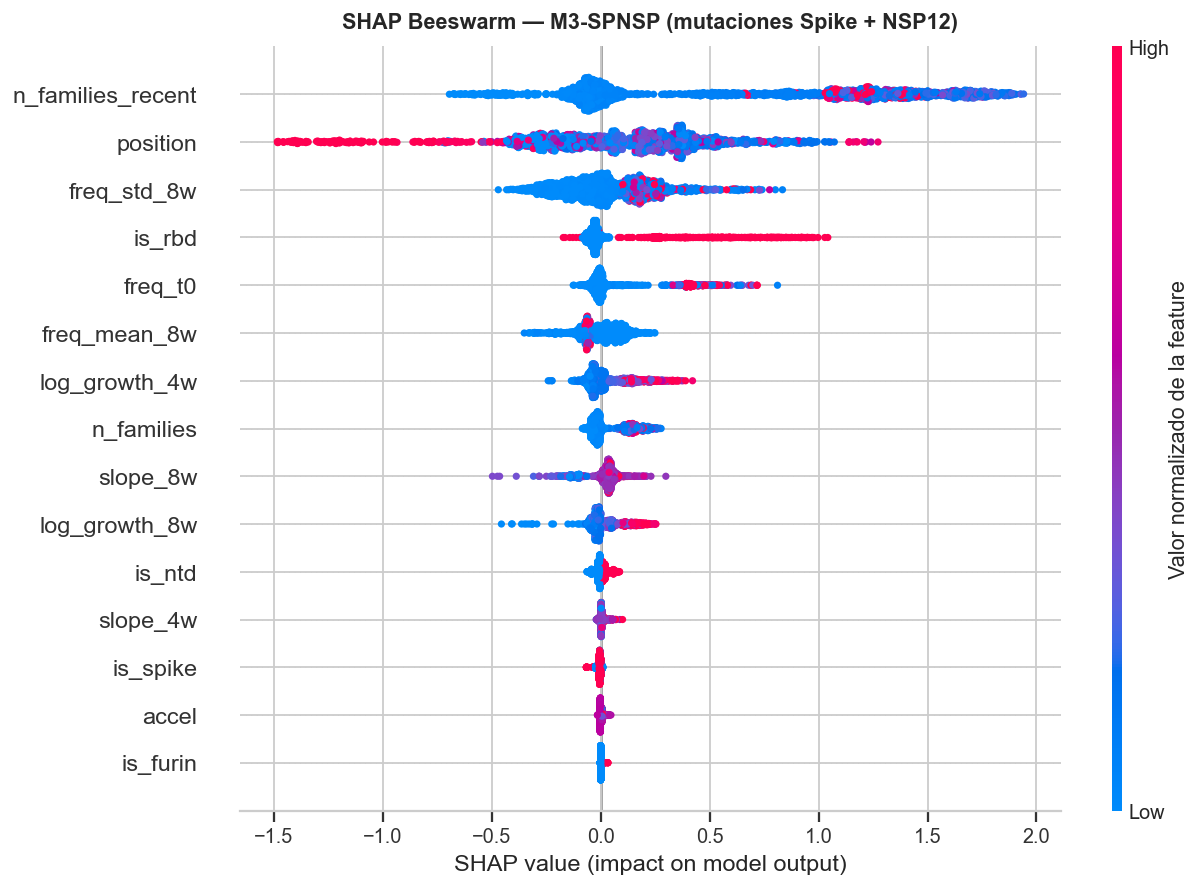 SHAP Beeswarm — M3-SPNSP (mutaciones Spike + NSP12)
High
n_families_recent
position
freq_std_8w
is_rbd
freq_t0
freq_mean_8w
log_growth_4w
n_families
slope_8w
log_growth_8w
is_ntd
slope_4w
is_spike
accel
is_furin
Valor normalizado de la feature
Low
−1.5 −1.0 −0.5 0.0 0.5 1.0 1.5 2.0
SHAP value (impact on model output)